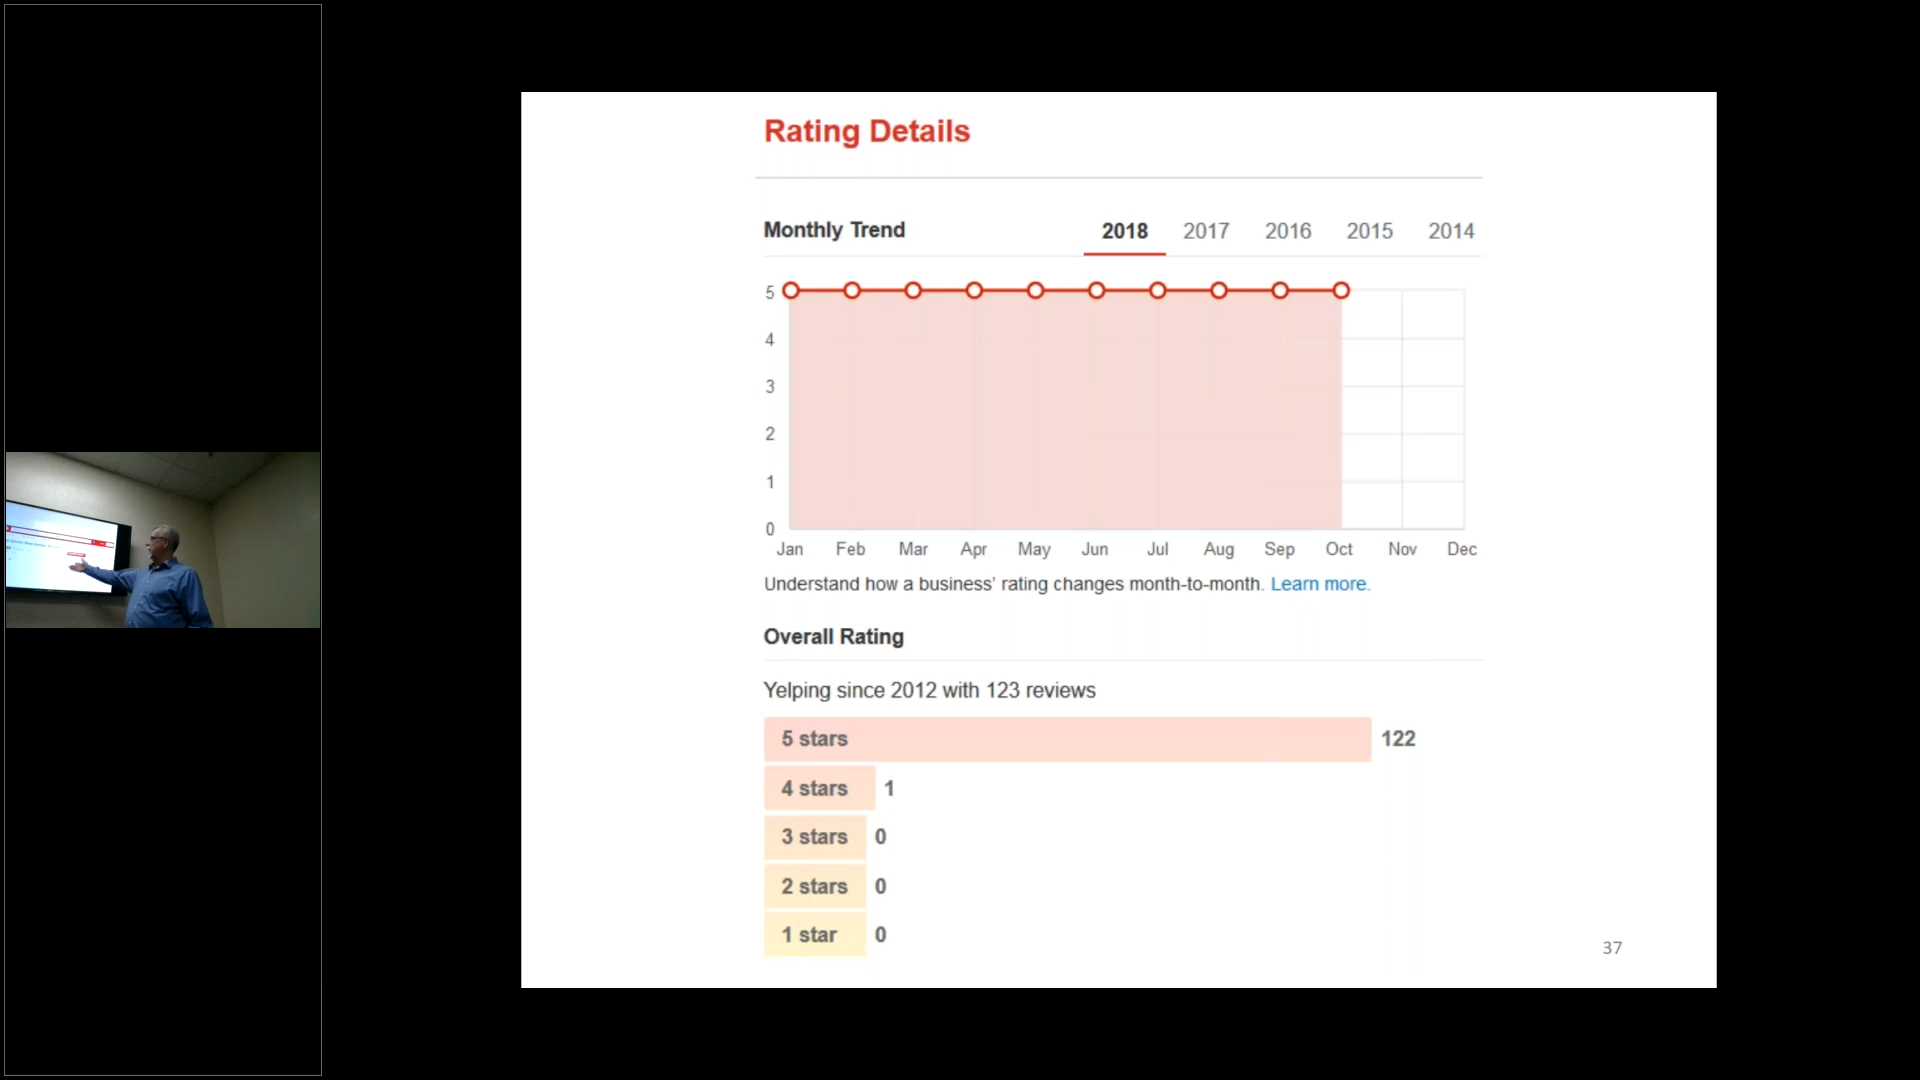 Rating Details
Monthly Trend
2018 2017 2016 2015 2014
5
4
3
2
1
0
Jan Feb Mar Apr May Jun Jul Aug Sep Oct Nov Dec
Understand how a business' rating changes month-to-month. Learn more.
Overall Rating
Yelping since 2012 with 123 reviews
5 stars 122
4 stars 1
3 stars 0
2 stars 0
1 star 0
37